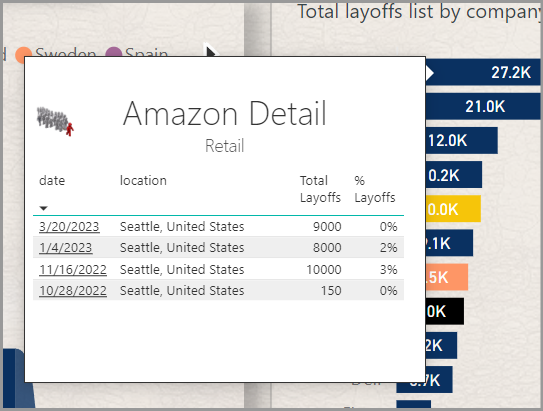 Total layoffs list by company
Sweden Spain
27.2K
21.0K
12.0K
0.2K
0.0K
9.1K
.5K
0K
2K
.7K
Amazon Detail
Retail
date location Total Layoffs % Layoffs
3/20/2023 Seattle, United States 9000 0%
1/4/2023 Seattle, United States 8000 2%
11/16/2022 Seattle, United States 10000 3%
10/28/2022 Seattle, United States 150 0%